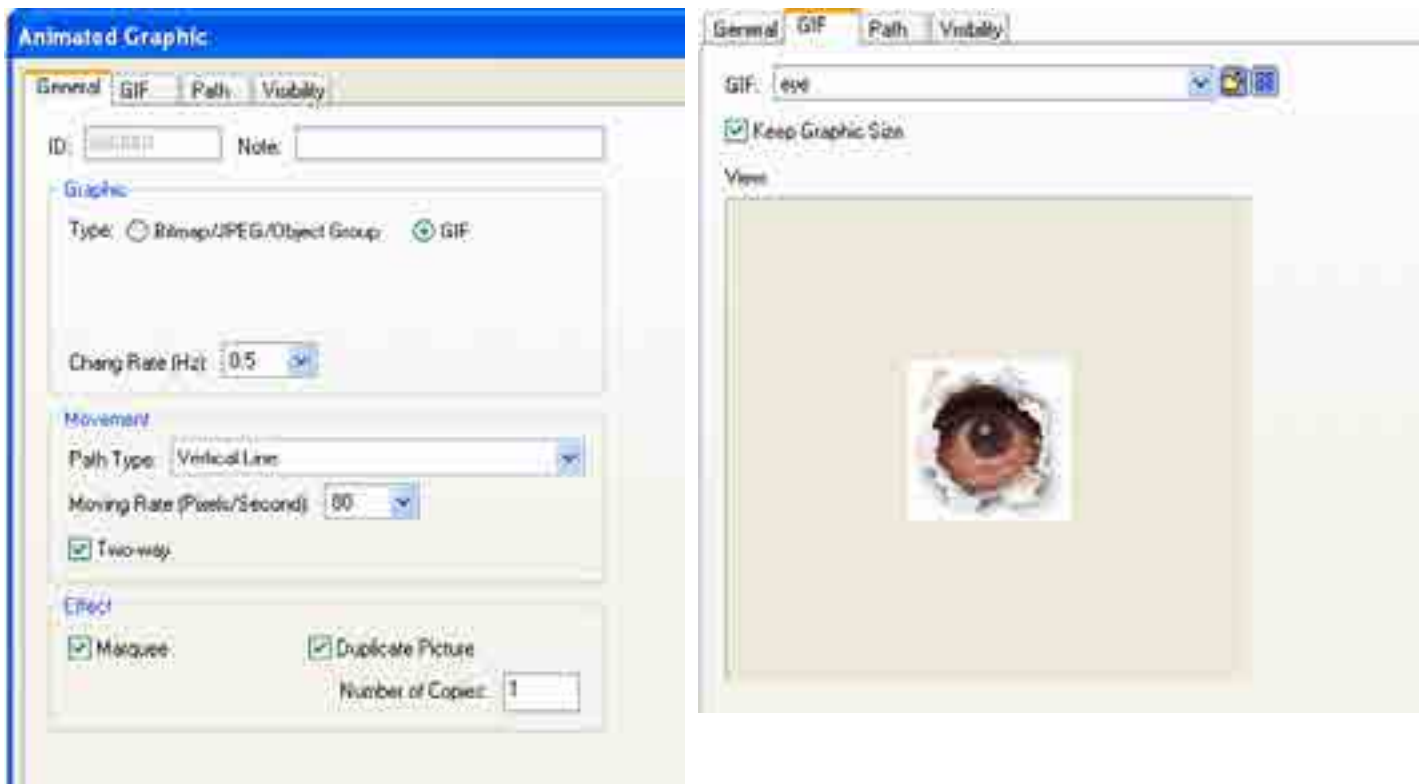 Animated Graphic
General GIF Path Visibility
ID: Note:
Graphic
Type: Bitmap/JPEG/Object Group GIF
Chang Rate (Hz): 0.5
Movement
Path Type: Vertical Line
Moving Rate (Pixels/Second):
Two-way
Effect
Marquee Duplicate Picture
Number of Copies: 1
General GIF Path Visibility
GIF: eye
Keep Graphic Size
View